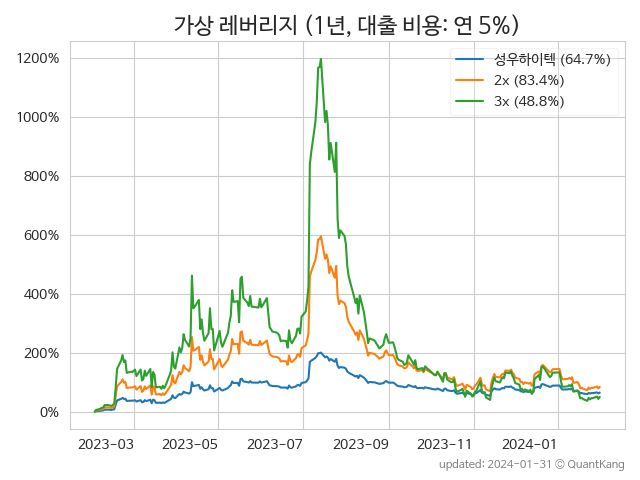 가상 레버리지 (1년, 대출 비용: 연 5%)
성우하이텍 (64.7%)
2x (83.4%)
3x (48.8%)
1200%
1000%
800%
600%
400%
200%
0%
2023-03 2023-05 2023-07 2023-09 2023-11 2024-01
updated: 2024-01-31 © QuantKang